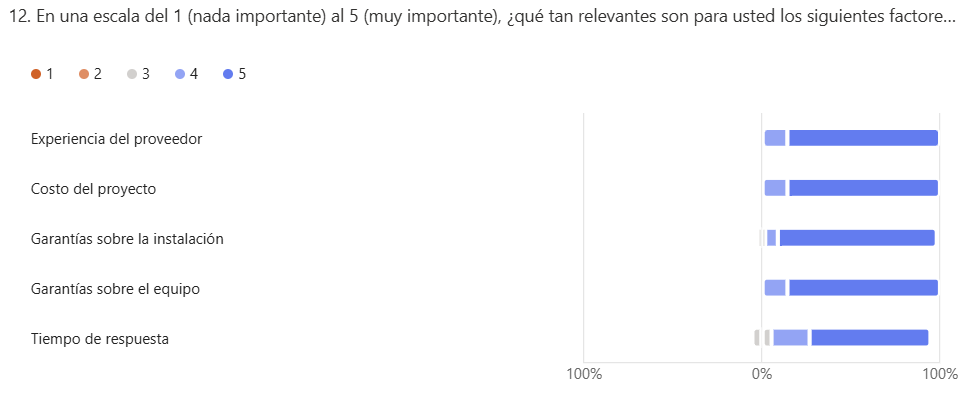 12. En una escala del 1 (nada importante) al 5 (muy importante), ¿qué tan relevantes son para usted los siguientes factore...
1 2 3 4 5
Experiencia del proveedor
Costo del proyecto
Garantías sobre la instalación
Garantías sobre el equipo
Tiempo de respuesta
100% 0% 100%